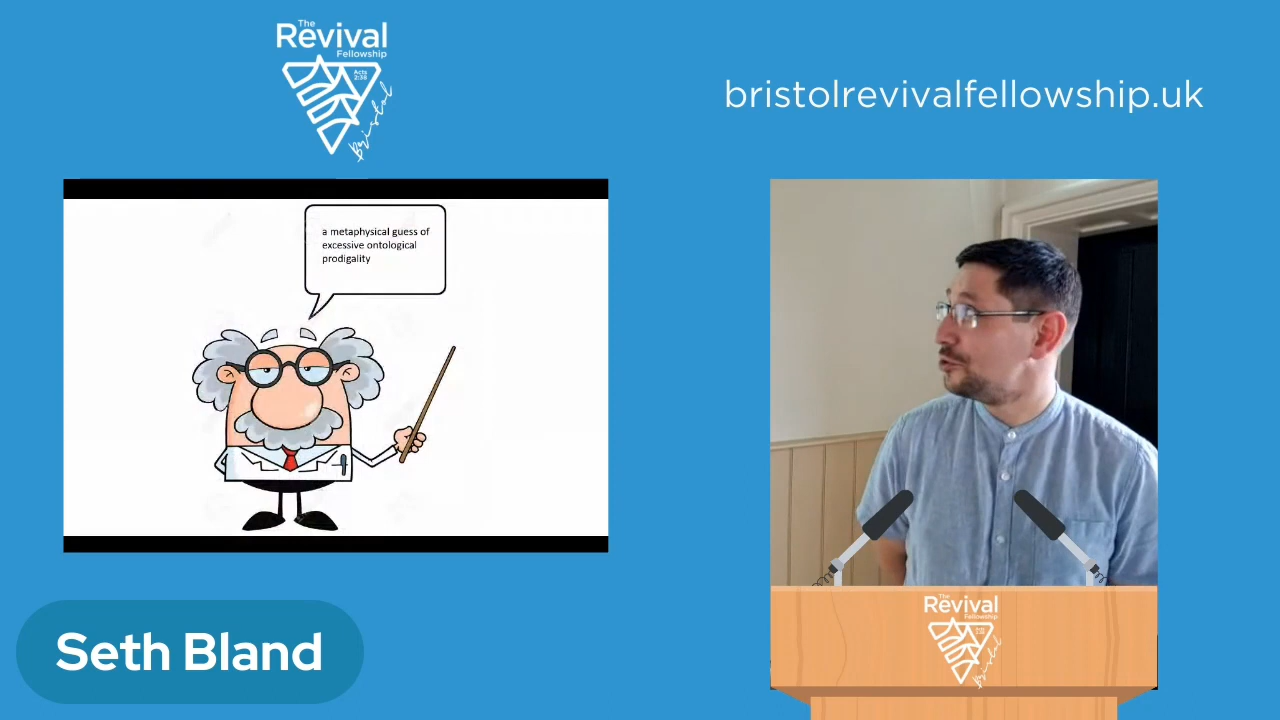 The
Revival
Fellowship
Acts
2:38
Bristol
bristolrevivalfellowship.uk
a metaphysical guess of
excessive ontological
prodigality
Seth Bland
The
Revival
Fellowship
Bristol